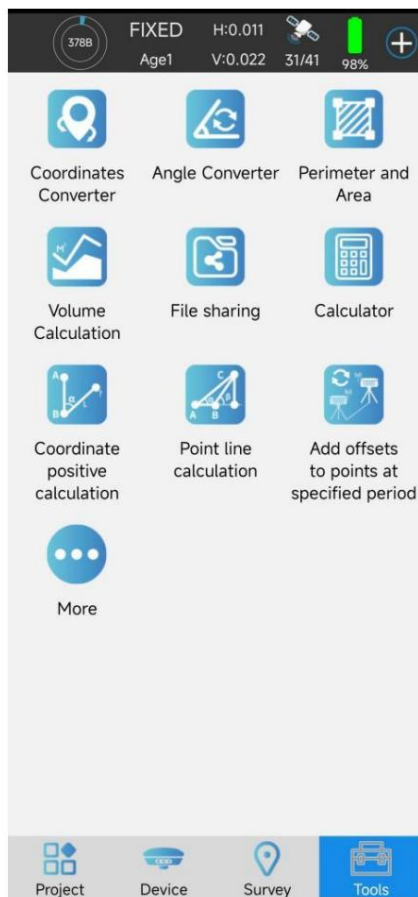 378B
FIXED H:0.011
Age1 V:0.022 31/41 98%
Coordinates Angle Converter Perimeter and
Converter Area
Volume File sharing Calculator
Calculation
Coordinate Point line Add offsets
positive calculation to points at
calculation specified period
More
Project Device Survey Tools